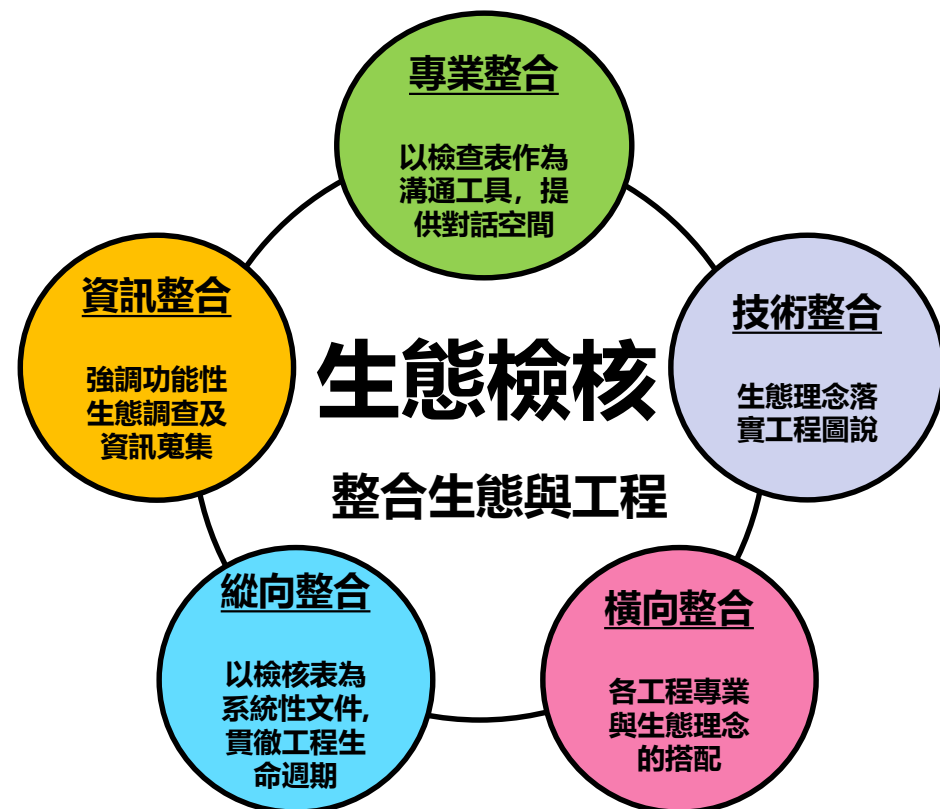 專業整合
以檢查表作為
溝通工具，提
供對話空間
資訊整合
強調功能性
生態調查及
資訊蒐集
技術整合
生態理念落
實工程圖說
生態檢核
整合生態與工程
縱向整合
以檢核表為
系統性文件,
貫徹工程生
命週期
橫向整合
各工程專業
與生態理念
的搭配